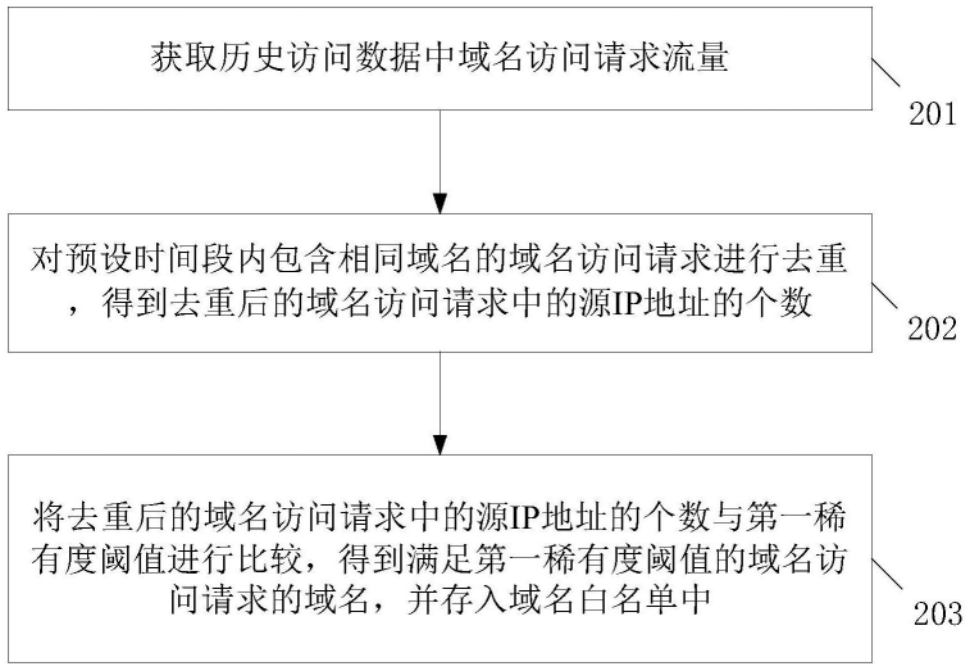 获取历史访问数据中域名访问请求流量
201
对预设时间段内包含相同域名的域名访问请求进行去重
，得到去重后的域名访问请求中的源IP地址的个数
202
将去重后的域名访问请求中的源IP地址的个数与第一稀
有度阈值进行比较，得到满足第一稀有度阈值的域名访
问请求的域名，并存入域名白名单中
203